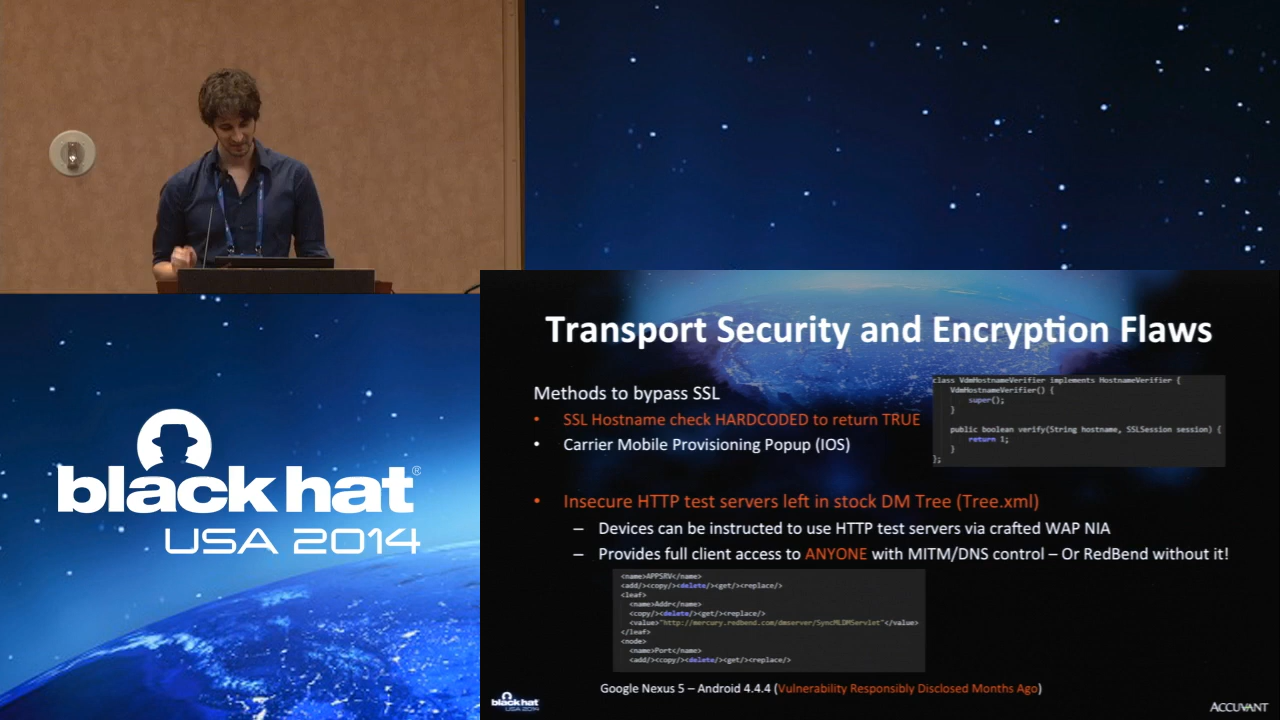 Transport Security and Encryption Flaws
Methods to bypass SSL
• SSL Hostname check HARDCODED to return TRUE
• Carrier Mobile Provisioning Popup (IOS)
class VdmHostnameVerifier implements HostnameVerifier {
VdmHostnameVerifier() {
super();
}
public boolean verify(String hostname, SSLSession session) {
return 1;
}
};
• Insecure HTTP test servers left in stock DM Tree (Tree.xml)
– Devices can be instructed to use HTTP test servers via crafted WAP NIA
– Provides full client access to ANYONE with MITM/DNS control – Or RedBend without it!
<name>APPSRV</name>
<add/><copy/><delete/><get/><replace/>
<leaf>
<name>Addr</name>
<copy/><delete/><get/><replace/>
<value>"http://mercury.redbend.com/dmserver/SyncMLDMServlet"</value>
</leaf>
<node>
<name>Port</name>
<add/><copy/><delete/><get/><replace/>
Google Nexus 5 – Android 4.4.4 (Vulnerability Responsibly Disclosed Months Ago)
black hat®
USA 2014
black hat
USA 2014
ACCUVANT